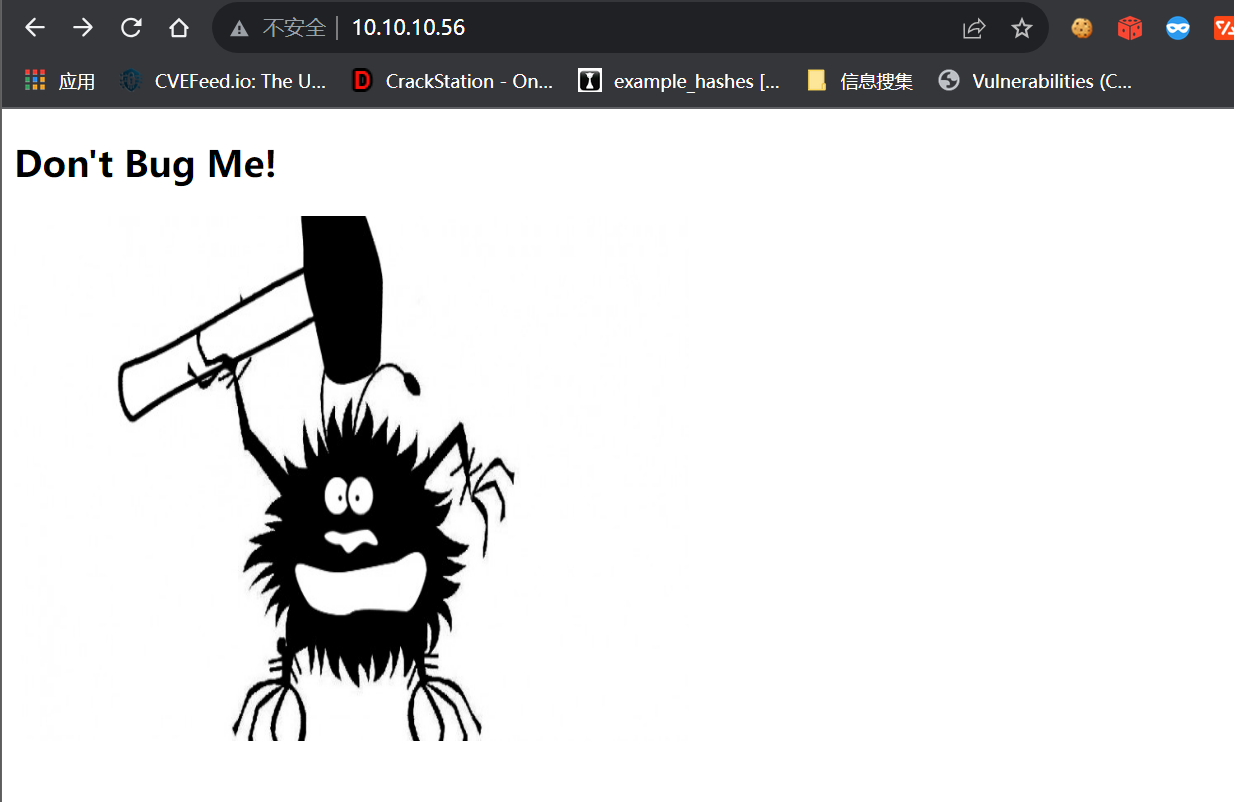 不安全 10.10.10.56
应用 CVEFeed.io: The U... CrackStation - On... example_hashes [... 信息搜集 Vulnerabilities (C...
Don't Bug Me!